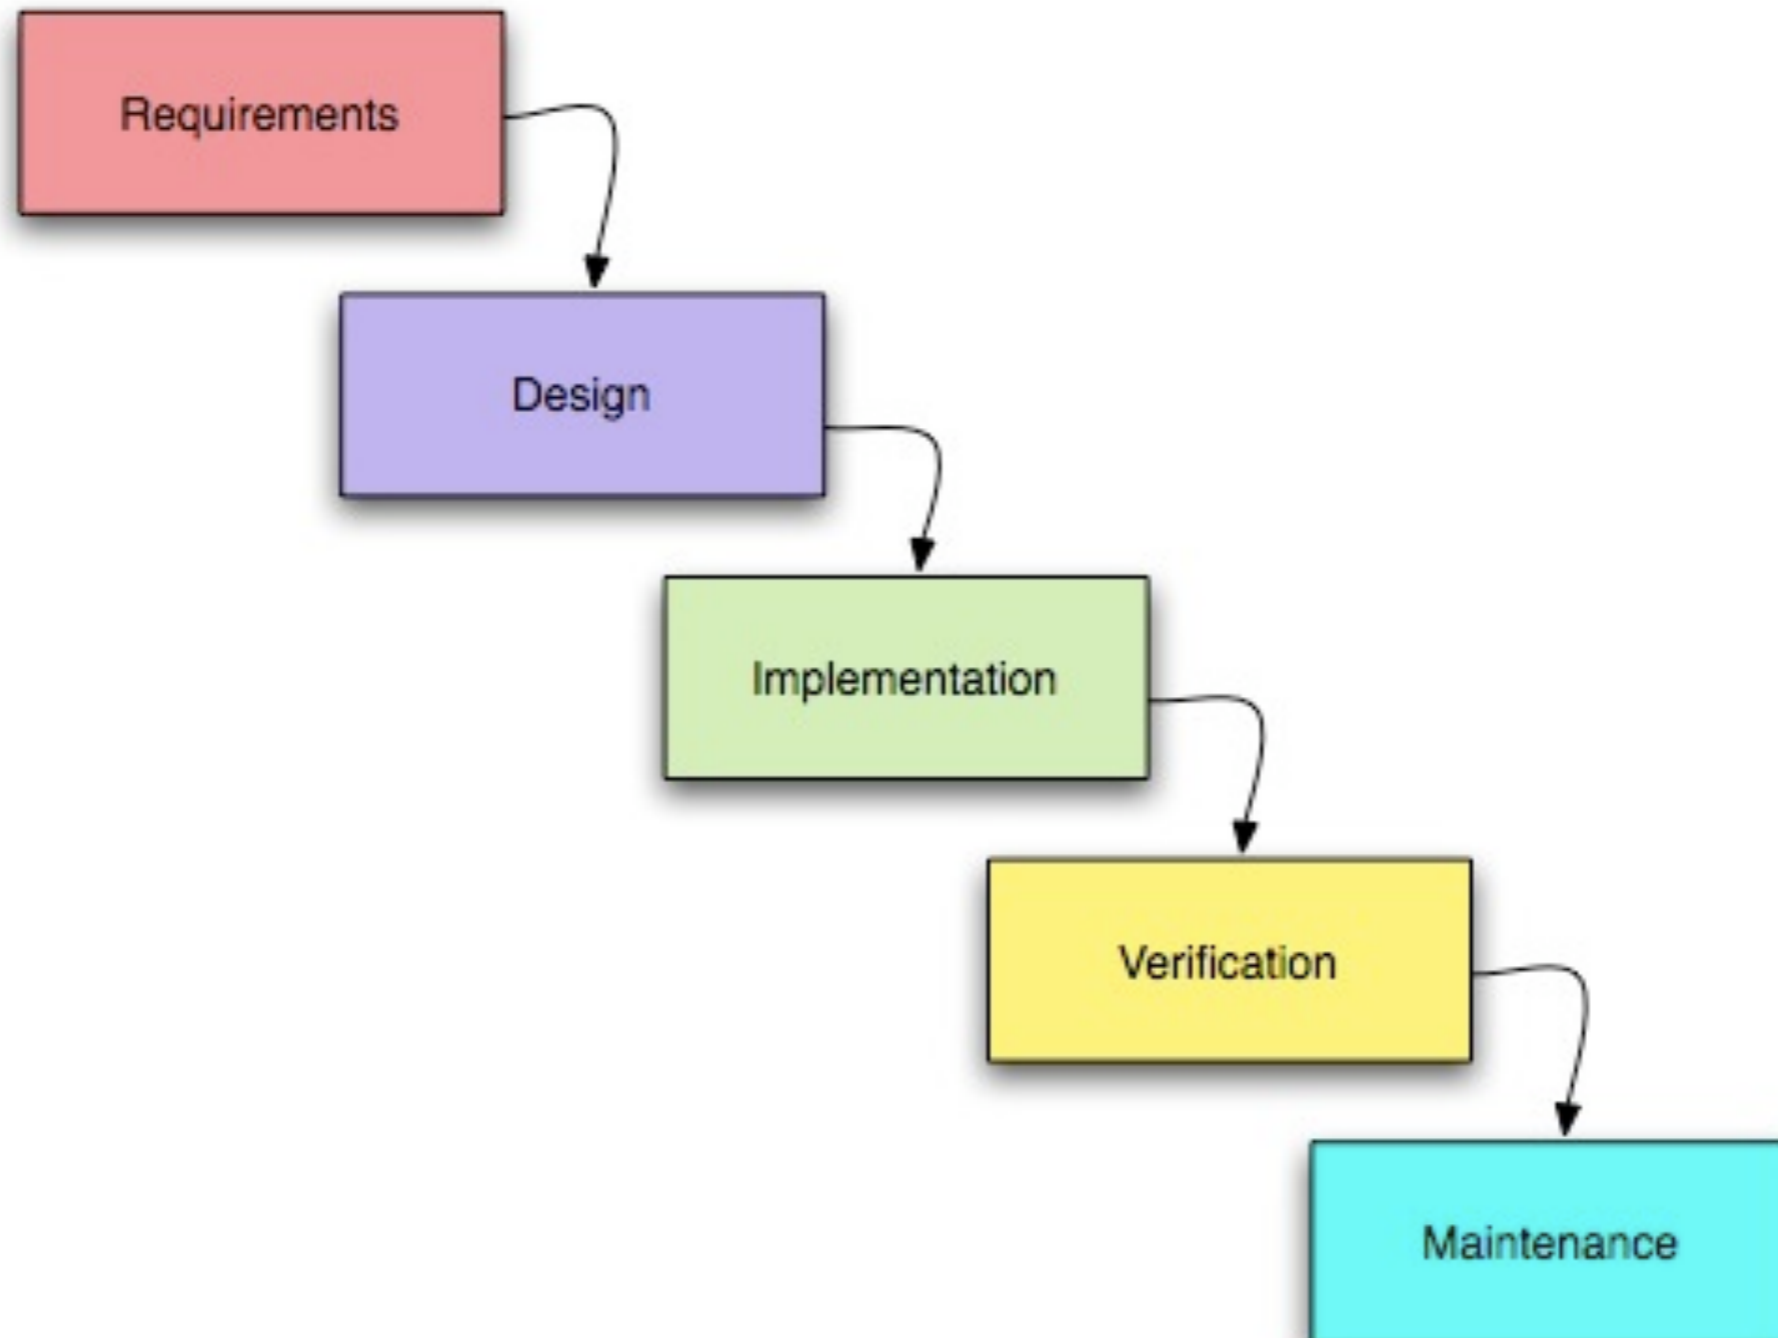 Requirements
Design
Implementation
Verification
Maintenance